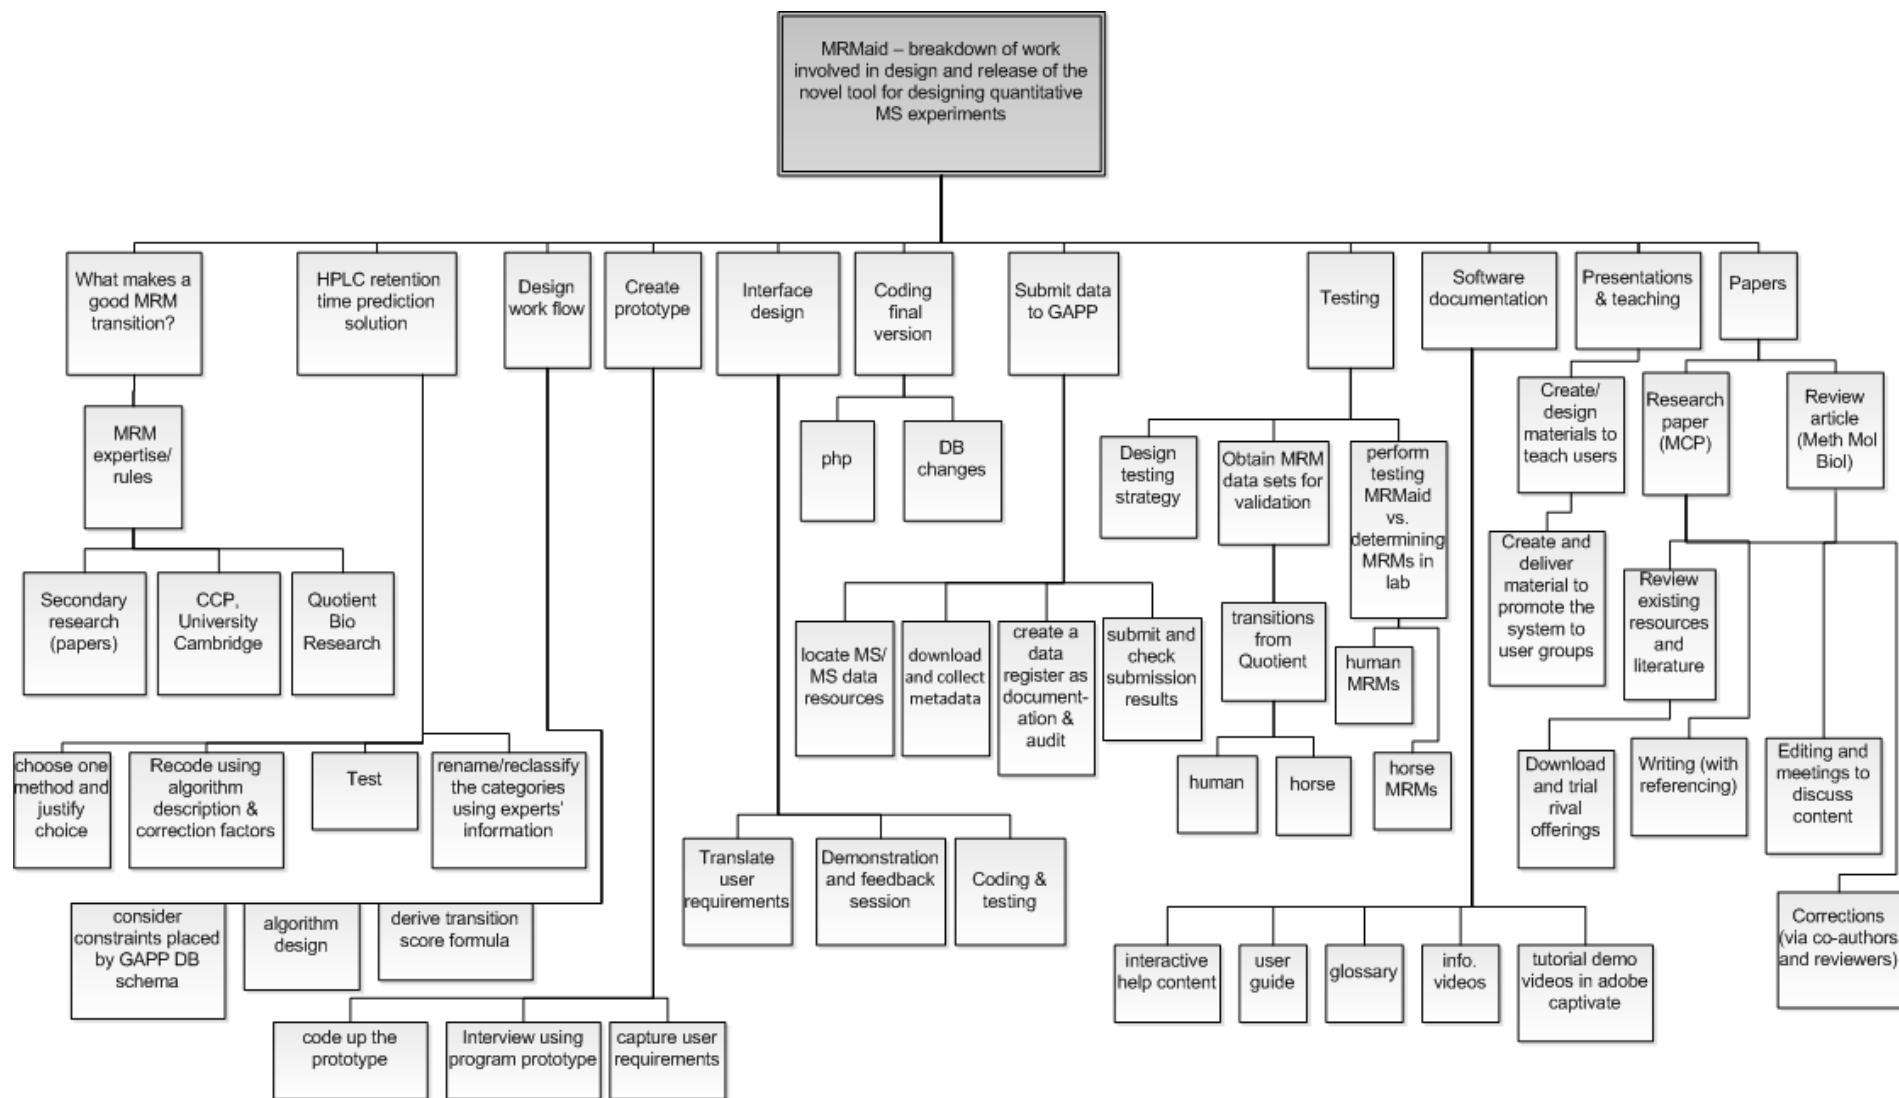 MRMaid – breakdown of work
involved in design and release of the
novel tool for designing quantitative
MS experiments
What makes a
good MRM
transition?
HPLC retention
time prediction
solution
Design
work flow
Create
prototype
Interface
design
Coding
final
version
Submit data
to GAPP
Testing
Software
documentation
Presentations
& teaching
Papers
MRM
expertise/
rules
Secondary
research
(papers)
CCP,
University
Cambridge
Quotient
Bio
Research
choose one
method and
justify
choice
Recode using
algorithm
description &
correction factors
Test
rename/reclassify
the categories
using experts'
information
consider
constraints placed
by GAPP DB
schema
algorithm
design
derive transition
score formula
code up the
prototype
Interview using
program prototype
capture user
requirements
Translate
user
requirements
Demonstration
and feedback
session
Coding &
testing
php
DB
changes
locate MS/
MS data
resources
download
and collect
metadata
create a
data
register as
document-
ation &
audit
submit and
check
submission
results
Design
testing
strategy
Obtain MRM
data sets for
validation
perform
testing
MRMaid
vs.
determining
MRMs in
lab
transitions
from
Quotient
human
horse
human
MRMs
horse
MRMs
interactive
help content
user
guide
glossary
info.
videos
tutorial demo
videos in adobe
captivate
Create/
design
materials to
teach users
Create and
deliver
material to
promote the
system to
user groups
Research
paper
(MCP)
Review
article
(Meth Mol
Biol)
Review
existing
resources
and
literature
Download
and trial
rival
offerings
Writing (with
referencing)
Editing and
meetings to
discuss
content
Corrections
(via co-authors
and reviewers)